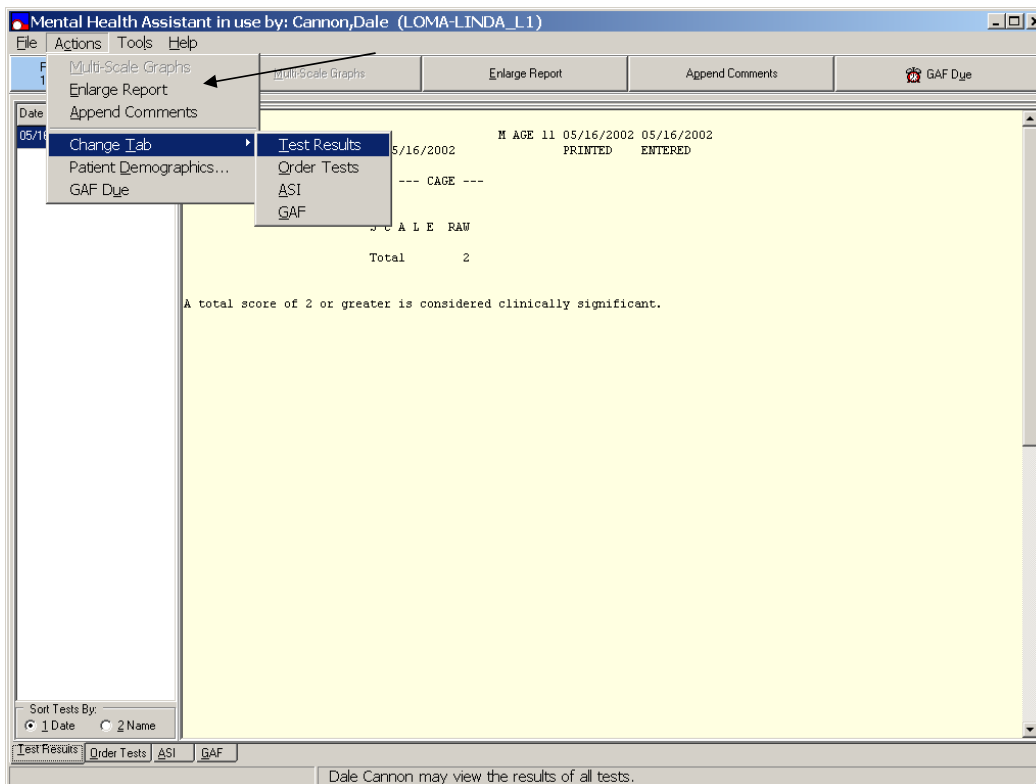 Mental Health Assistant in use by: Cannon,Dale (LOMA-LINDA_L1)
File Actions Tools Help
Multi-Scale Graphs Enlarge Report Append Comments GAF Due
Multi-Scale Graphs
Enlarge Report
Append Comments
Change Tab
Patient Demographics...
GAF Due
Test Results
Order Tests
ASI
GAF
Date
M AGE 11 05/16/2002 05/16/2002
PRINTED ENTERED
--- CAGE ---
S C A L E RAW
Total 2
A total score of 2 or greater is considered clinically significant.
Sort Tests By:
1 Date 2 Name
Test Results Order Tests ASI GAF
Dale Cannon may view the results of all tests.